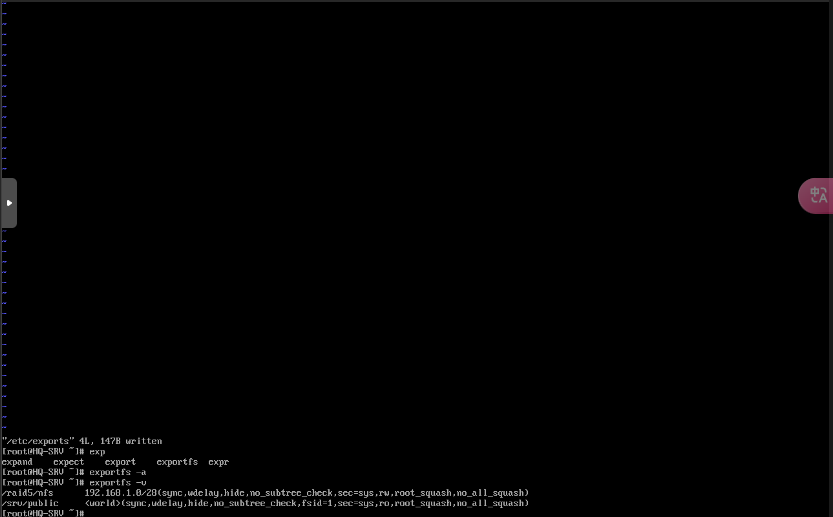 "/etc/exports" 4L, 147B written
[root@HQ-SRV ~]# exp
expand expect export exportfs expr
[root@HQ-SRV ~]# exportfs -a
[root@HQ-SRV ~]# exportfs -v
/raid5/nfs 192.168.1.0/28(sync,wdelay,hide,no_subtree_check,sec=sys,rw,root_squash,no_all_squash)
/srv/public <world>(sync,wdelay,hide,no_subtree_check,fsid=1,sec=sys,ro,root_squash,no_all_squash)
[root@HQ-SRV ~]#
中A